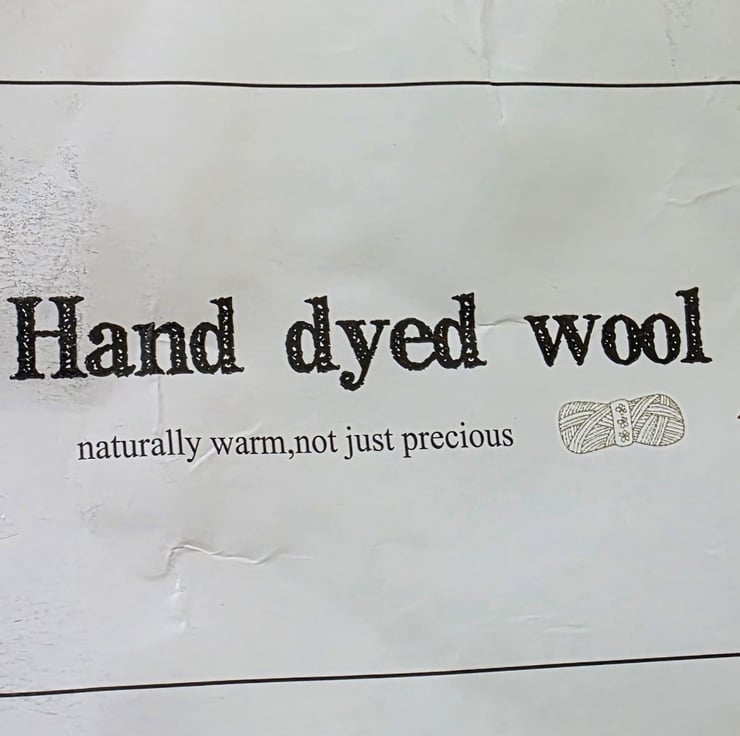 Hand dyed wool
naturally warm,not just precious